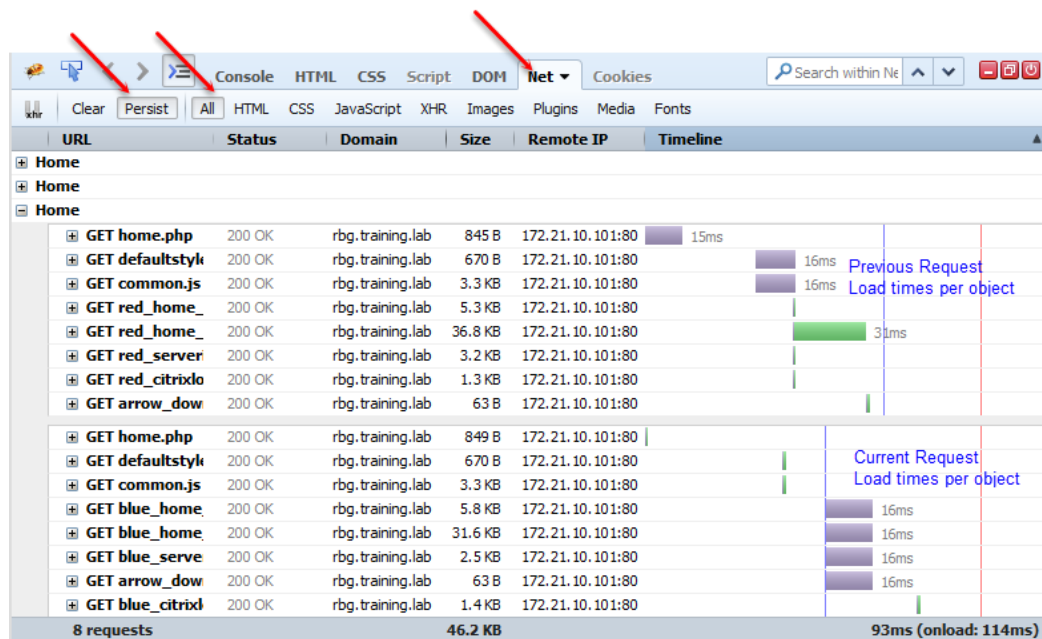 Console HTML CSS Script DOM Net Cookies Search within Ne
xhr Clear Persist All HTML CSS JavaScript XHR Images Plugins Media Fonts
URL Status Domain Size Remote IP Timeline
Home
Home
Home
GET home.php 200 OK rbg.training.lab 845 B 172.21.10.101:80 15ms
GET defaultstyle 200 OK rbg.training.lab 670 B 172.21.10.101:80 16ms
Previous Request
GET common.js 200 OK rbg.training.lab 3.3 KB 172.21.10.101:80 16ms
Load times per object
GET red_home_ 200 OK rbg.training.lab 5.3 KB 172.21.10.101:80
GET red_home_ 200 OK rbg.training.lab 36.8 KB 172.21.10.101:80 31ms
GET red_serveri 200 OK rbg.training.lab 3.2 KB 172.21.10.101:80
GET red_citrixlo 200 OK rbg.training.lab 1.3 KB 172.21.10.101:80
GET arrow_dow 200 OK rbg.training.lab 63 B 172.21.10.101:80
GET home.php 200 OK rbg.training.lab 849 B 172.21.10.101:80
GET defaultstyle 200 OK rbg.training.lab 670 B 172.21.10.101:80
Current Request
GET common.js 200 OK rbg.training.lab 3.3 KB 172.21.10.101:80
Load times per object
GET blue_home_ 200 OK rbg.training.lab 5.8 KB 172.21.10.101:80 16ms
GET blue_home_ 200 OK rbg.training.lab 31.6 KB 172.21.10.101:80 16ms
GET blue_serve 200 OK rbg.training.lab 2.5 KB 172.21.10.101:80 16ms
GET arrow_dow 200 OK rbg.training.lab 63 B 172.21.10.101:80 16ms
GET blue_citrixl 200 OK rbg.training.lab 1.4 KB 172.21.10.101:80
8 requests 46.2 KB 93ms (onload: 114ms)